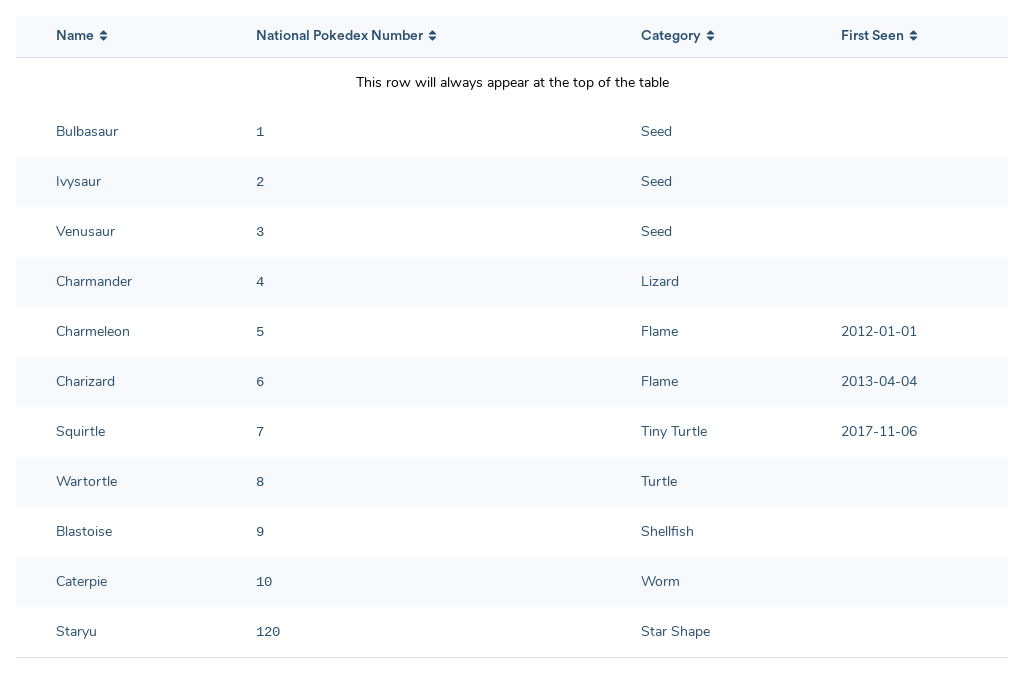 Name National Pokedex Number Category First Seen
This row will always appear at the top of the table
Bulbasaur 1 Seed
Ivysaur 2 Seed
Venusaur 3 Seed
Charmander 4 Lizard
Charmeleon 5 Flame 2012-01-01
Charizard 6 Flame 2013-04-04
Squirtle 7 Tiny Turtle 2017-11-06
Wartortle 8 Turtle
Blastoise 9 Shellfish
Caterpie 10 Worm
Staryu 120 Star Shape